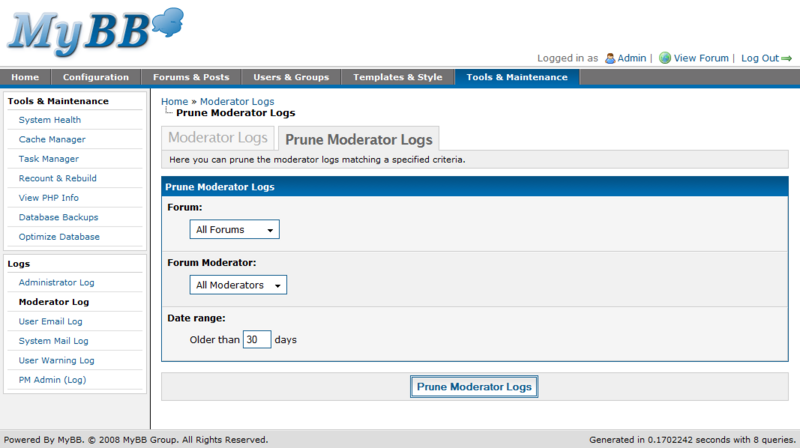 MyBB
Logged in as Admin | View Forum | Log Out
Home Configuration Forums & Posts Users & Groups Templates & Style Tools & Maintenance
Tools & Maintenance
System Health
Cache Manager
Task Manager
Recount & Rebuild
View PHP Info
Database Backups
Optimize Database
Logs
Administrator Log
Moderator Log
User Email Log
System Mail Log
User Warning Log
PM Admin (Log)
Home » Moderator Logs
Prune Moderator Logs
Moderator Logs Prune Moderator Logs
Here you can prune the moderator logs matching a specified criteria.
Prune Moderator Logs
Forum:
All Forums
Forum Moderator:
All Moderators
Date range:
Older than 30 days
Prune Moderator Logs
Powered By MyBB. © 2008 MyBB Group. All Rights Reserved. Generated in 0.1702242 seconds with 8 queries.